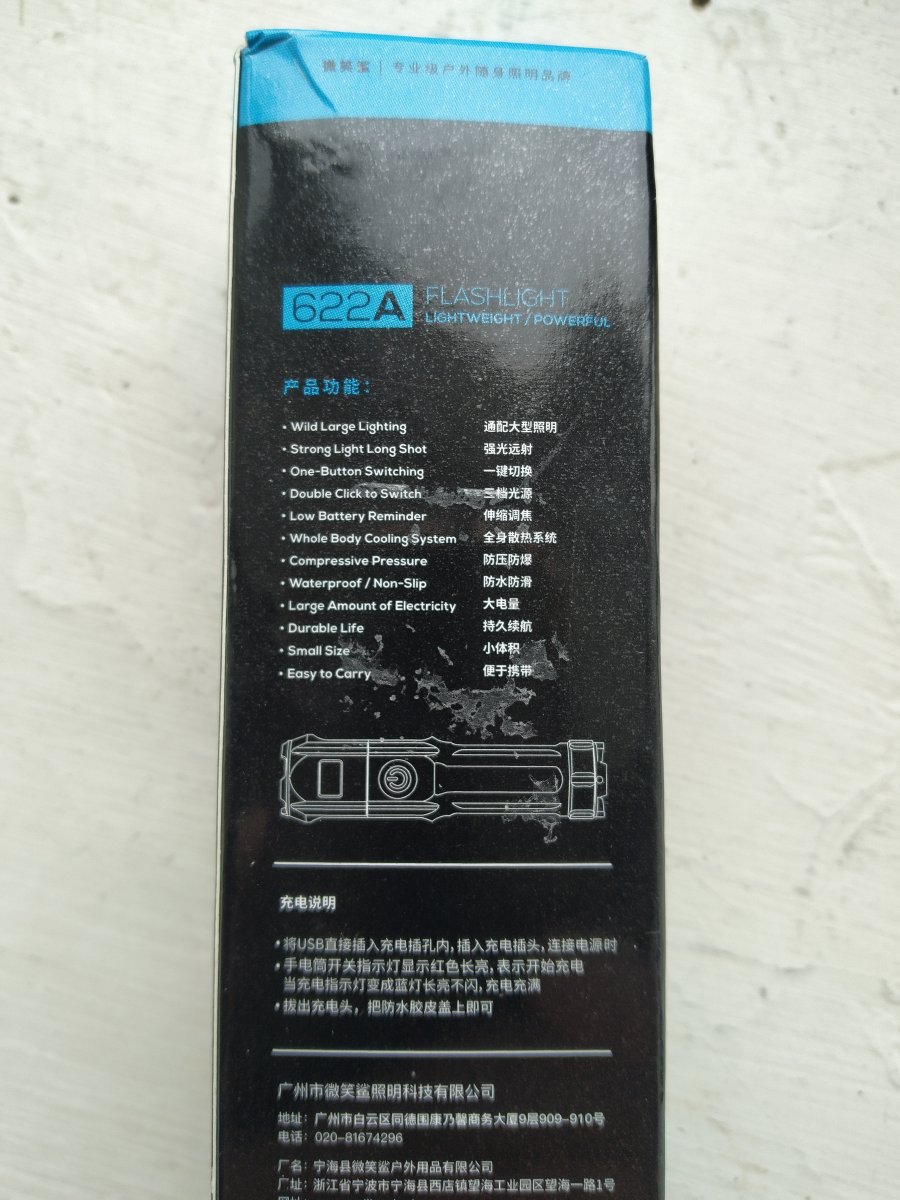 微笑鲨 | 专业级户外随身照明品牌
622A FLASHLIGHT
LIGHTWEIGHT / POWERFUL
产品功能：
• Wild Large Lighting 通配大型照明
• Strong Light Long Shot 强光远射
• One-Button Switching 一键切换
• Double Click to Switch 三档光源
• Low Battery Reminder 伸缩调焦
• Whole Body Cooling System 全身散热系统
• Compressive Pressure 防压防爆
• Waterproof / Non-Slip 防水防滑
• Large Amount of Electricity 大电量
• Durable Life 持久续航
• Small Size 小体积
• Easy to Carry 便于携带
充电说明
• 将USB直接插入充电插孔内，插入充电插头，连接电源时
• 手电筒开关指示灯显示红色长亮，表示开始充电
当充电指示灯变成蓝灯长亮不闪，充电充满
• 拔出充电头，把防水胶皮盖上即可
广州市微笑鲨照明科技有限公司
地址：广州市白云区同德围康乃馨商务大厦9层909-910号
电话：020-81674296
厂名：宁海县微笑鲨户外用品有限公司
厂址：浙江省宁波市宁海县西店镇望海工业园区望海一路1号